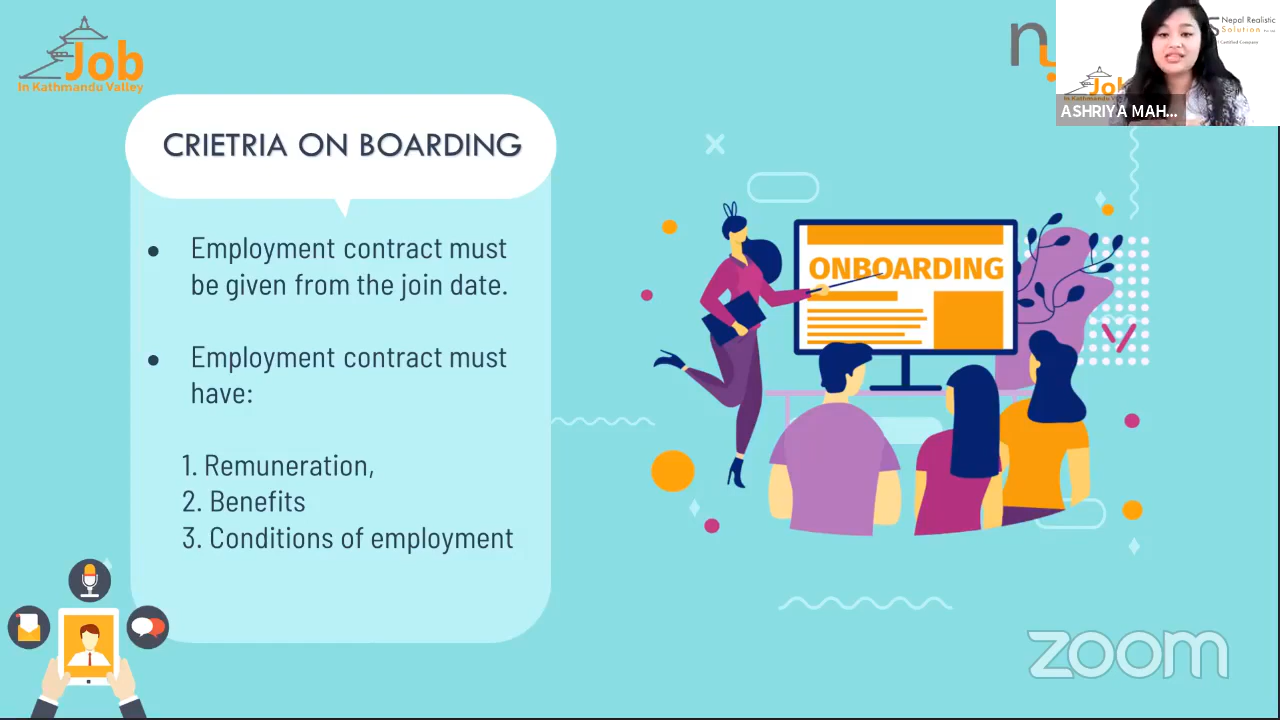 Job
In Kathmandu Valley
Nepal Realistic
Solution
ASHRIYA MAH...
CRIETRIA ON BOARDING
● Employment contract must
be given from the join date.
● Employment contract must
have:
1. Remuneration,
2. Benefits
3. Conditions of employment
ONBOARDING
zoom